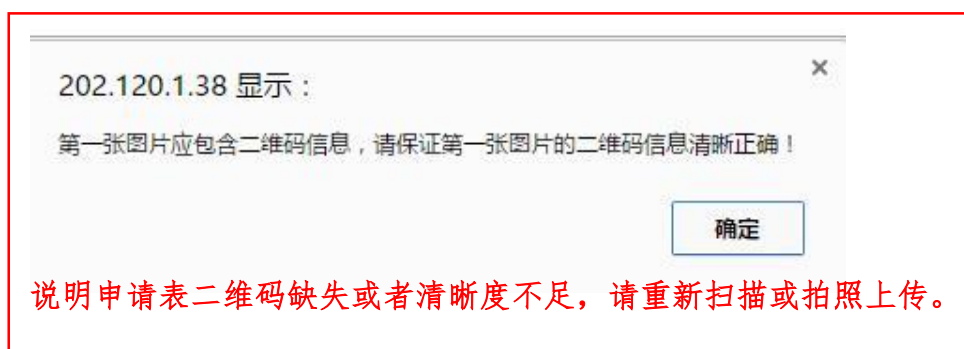 202.120.1.38 显示：
第一张图片应包含二维码信息，请保证第一张图片的二维码信息清晰正确！
确定
说明申请表二维码缺失或者清晰度不足，请重新扫描或拍照上传。